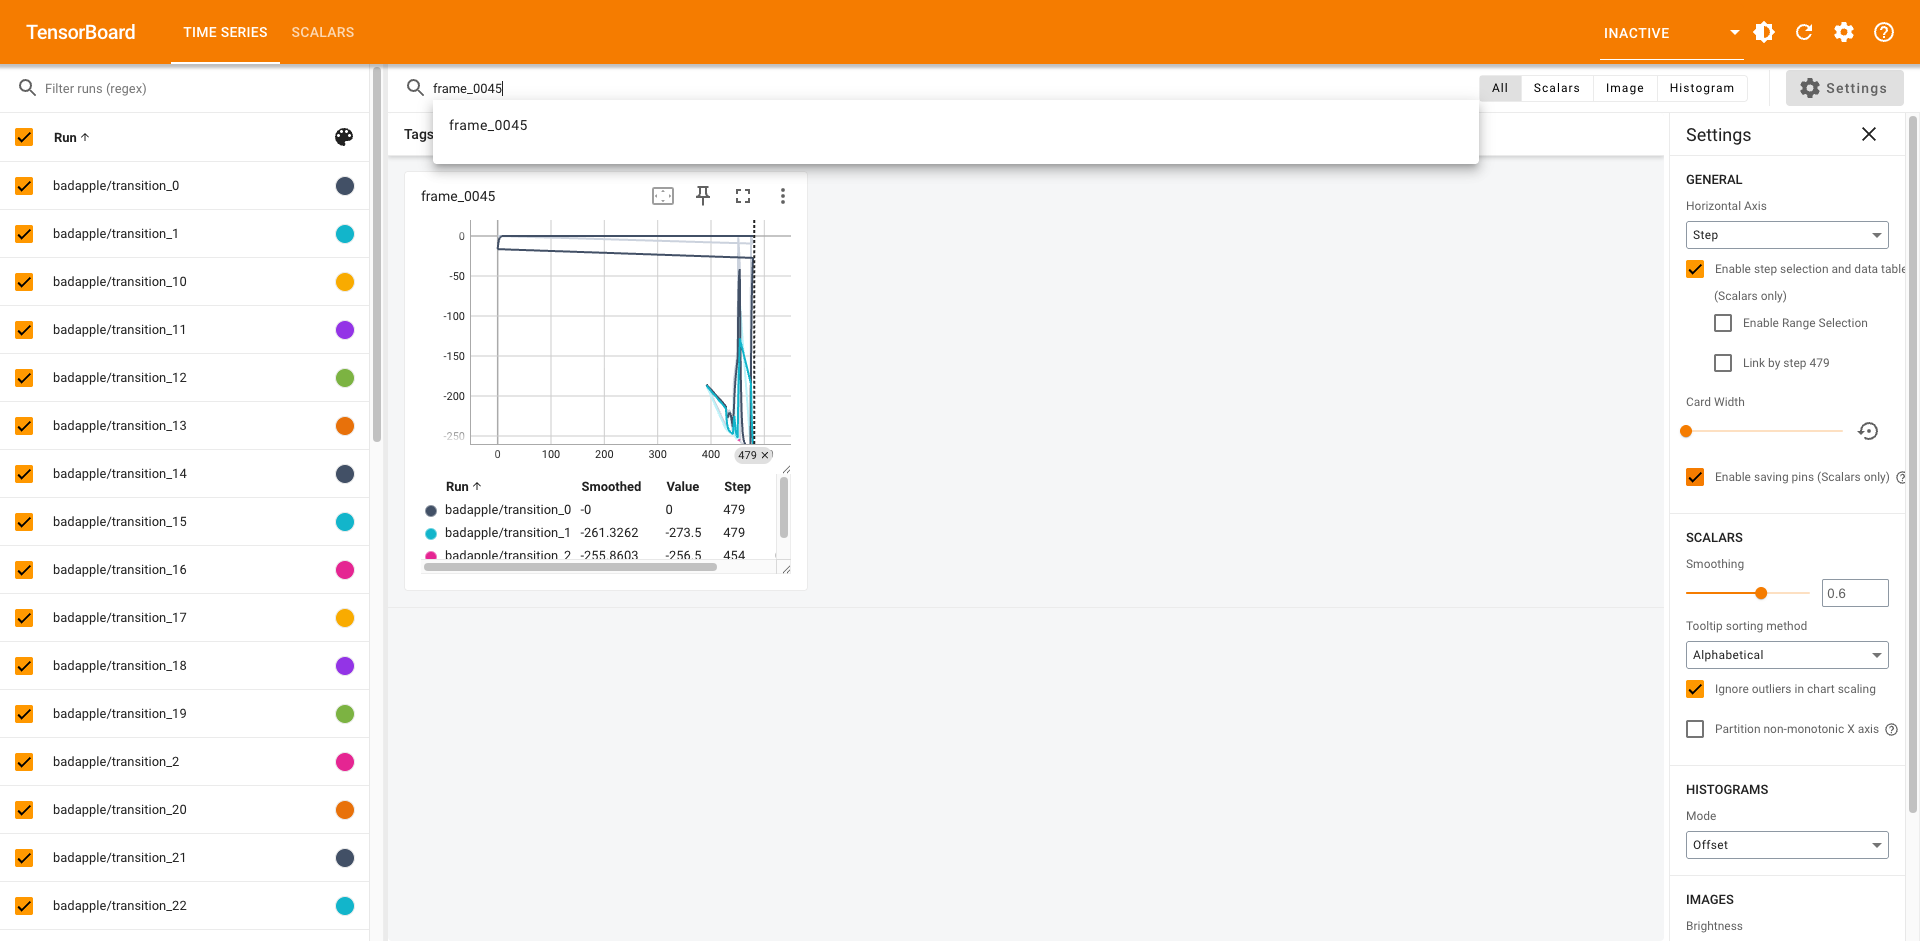 TensorBoard
TIME SERIES
SCALARS
INACTIVE
Filter runs (regex)
frame_0045
All
Scalars
Image
Histogram
Settings
frame_0045
Run
Tags
badapple/transition_0
badapple/transition_1
badapple/transition_10
badapple/transition_11
badapple/transition_12
badapple/transition_13
badapple/transition_14
badapple/transition_15
badapple/transition_16
badapple/transition_17
badapple/transition_18
badapple/transition_19
badapple/transition_2
badapple/transition_20
badapple/transition_21
badapple/transition_22
frame_0045
0
-50
-100
-150
-200
-250
0 100 200 300 400 479
Run Smoothed Value Step
badapple/transition_0 -0 0 479
badapple/transition_1 -261.3262 -273.5 479
badapple/transition_2 -255.8603 -256.5 454
Settings
GENERAL
Horizontal Axis
Step
Enable step selection and data table
(Scalars only)
Enable Range Selection
Link by step 479
Card Width
Enable saving pins (Scalars only)
SCALARS
Smoothing
0.6
Tooltip sorting method
Alphabetical
Ignore outliers in chart scaling
Partition non-monotonic X axis
HISTOGRAMS
Mode
Offset
IMAGES
Brightness